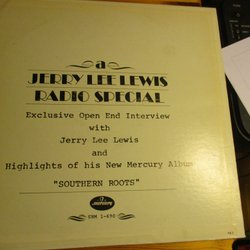 a
JERRY LEE LEWIS
RADIO SPECIAL
Exclusive Open End Interview
with
Jerry Lee Lewis
and
Highlights of his New Mercury Album
"SOUTHERN ROOTS"
mercury
SRM 1-690